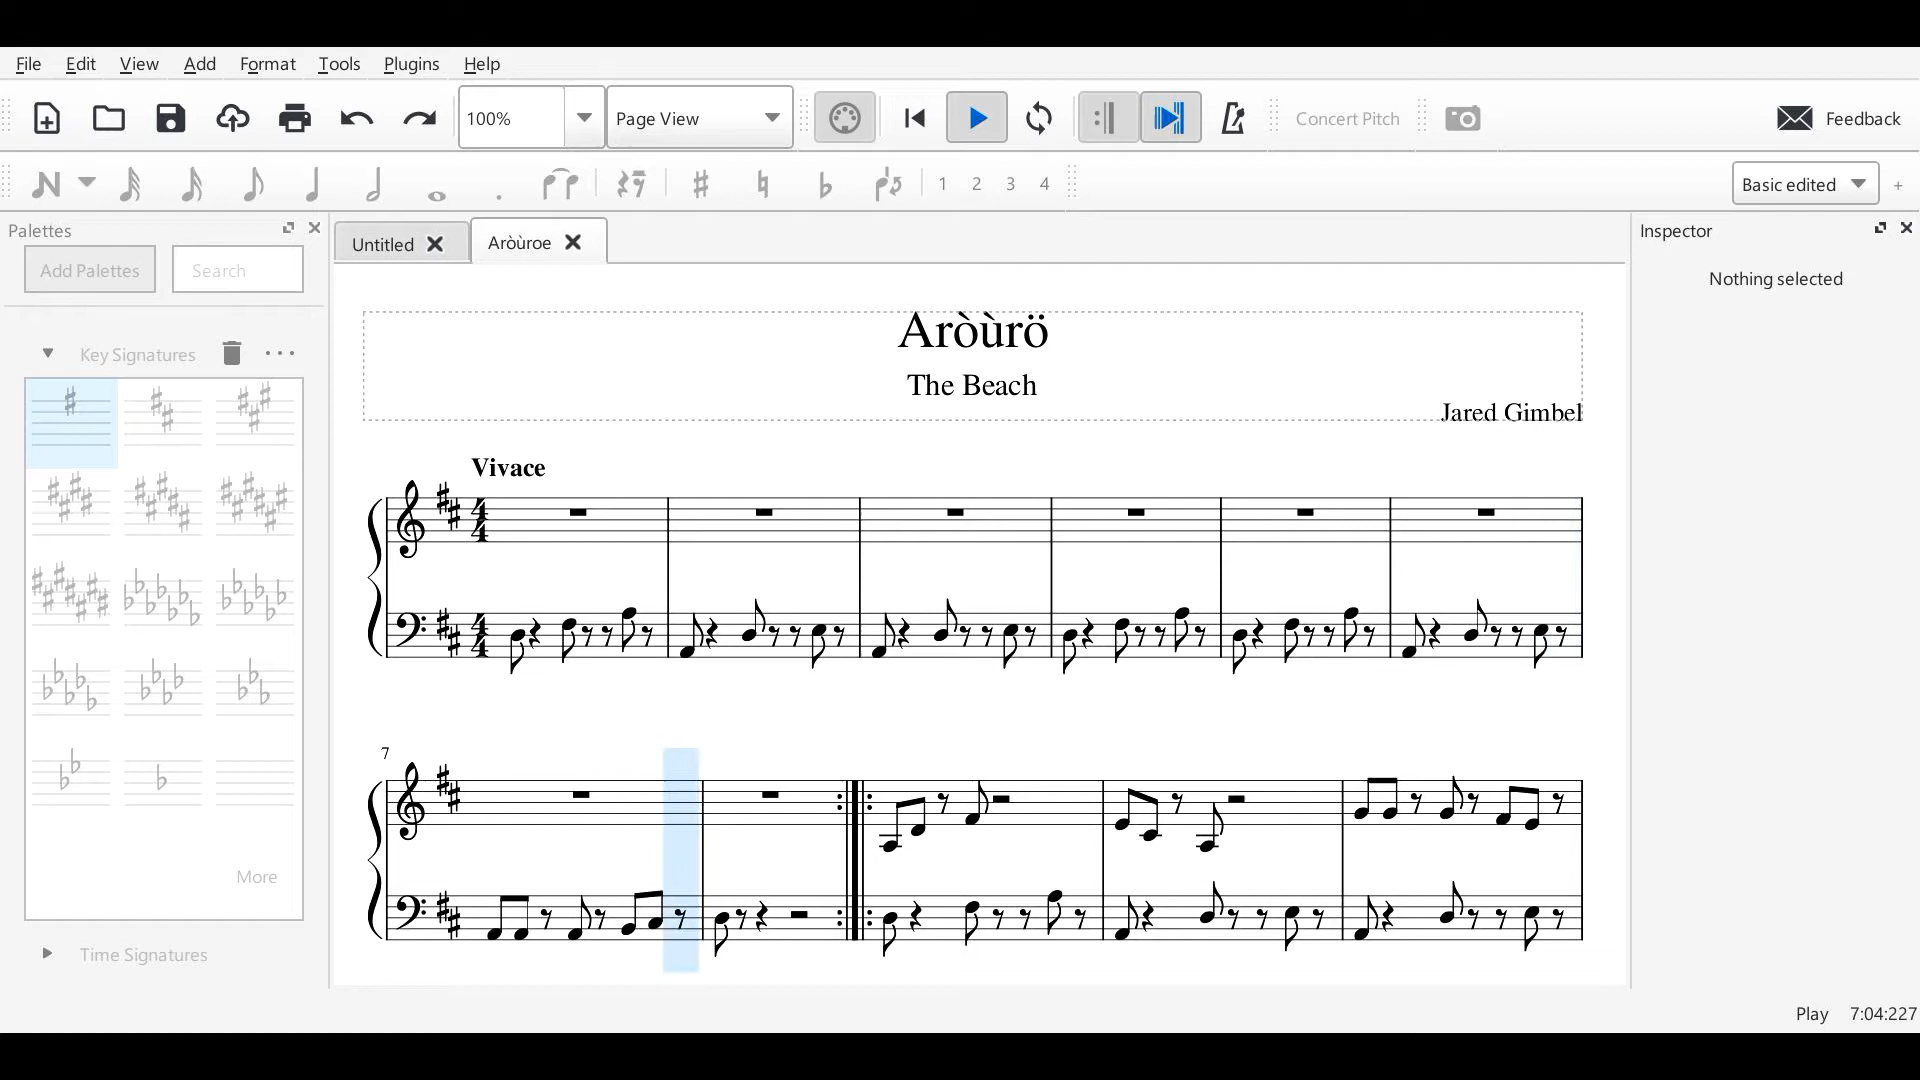 File Edit View Add Format Tools Plugins Help
100% Page View Concert Pitch Feedback
1 2 3 4 Basic edited +
Palettes
Add Palettes Search
Untitled Aròùroe
Inspector
Nothing selected
Key Signatures
More
Time Signatures
Aròùrö
The Beach
Jared Gimbel
Vivace
7
Play 7:04:227